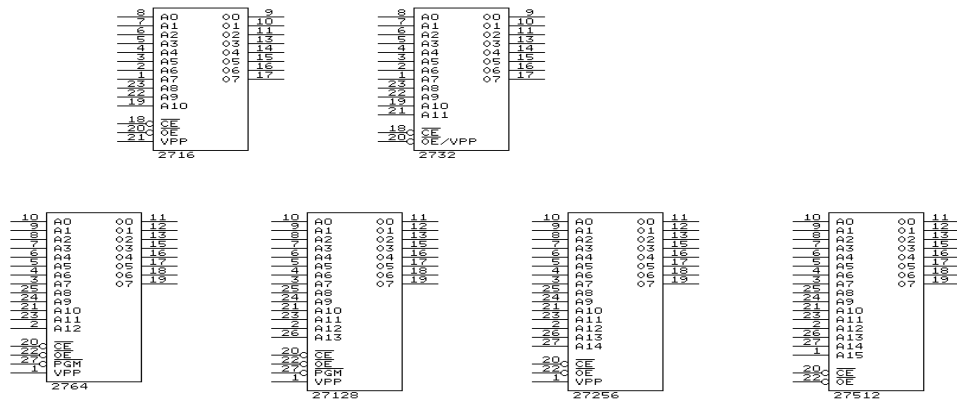 8 A0 O0 9
7 A1 O1 10
6 A2 O2 11
5 A3 O3 13
4 A4 O4 14
3 A5 O5 15
2 A6 O6 16
1 A7 O7 17
23 A8
22 A9
19 A10
18 CE
20 OE
21 VPP
2716
8 A0 O0 9
7 A1 O1 10
6 A2 O2 11
5 A3 O3 13
4 A4 O4 14
3 A5 O5 15
2 A6 O6 16
1 A7 O7 17
23 A8
22 A9
19 A10
21 A11
18 CE
20 OE/VPP
2732
10 A0 O0 11
9 A1 O1 12
8 A2 O2 13
7 A3 O3 15
6 A4 O4 16
5 A5 O5 17
4 A6 O6 18
3 A7 O7 19
25 A8
24 A9
21 A10
23 A11
2 A12
20 CE
22 OE
27 PGM
1 VPP
2764
10 A0 O0 11
9 A1 O1 12
8 A2 O2 13
7 A3 O3 15
6 A4 O4 16
5 A5 O5 17
4 A6 O6 18
3 A7 O7 19
25 A8
24 A9
21 A10
23 A11
2 A12
26 A13
20 CE
22 OE
27 PGM
1 VPP
27128
10 A0 O0 11
9 A1 O1 12
8 A2 O2 13
7 A3 O3 15
6 A4 O4 16
5 A5 O5 17
4 A6 O6 18
3 A7 O7 19
25 A8
24 A9
21 A10
23 A11
2 A12
26 A13
27 A14
20 CE
22 OE
1 VPP
27256
10 A0 O0 11
9 A1 O1 12
8 A2 O2 13
7 A3 O3 15
6 A4 O4 16
5 A5 O5 17
4 A6 O6 18
3 A7 O7 19
25 A8
24 A9
21 A10
23 A11
2 A12
26 A13
27 A14
1 A15
20 CE
22 OE
27512